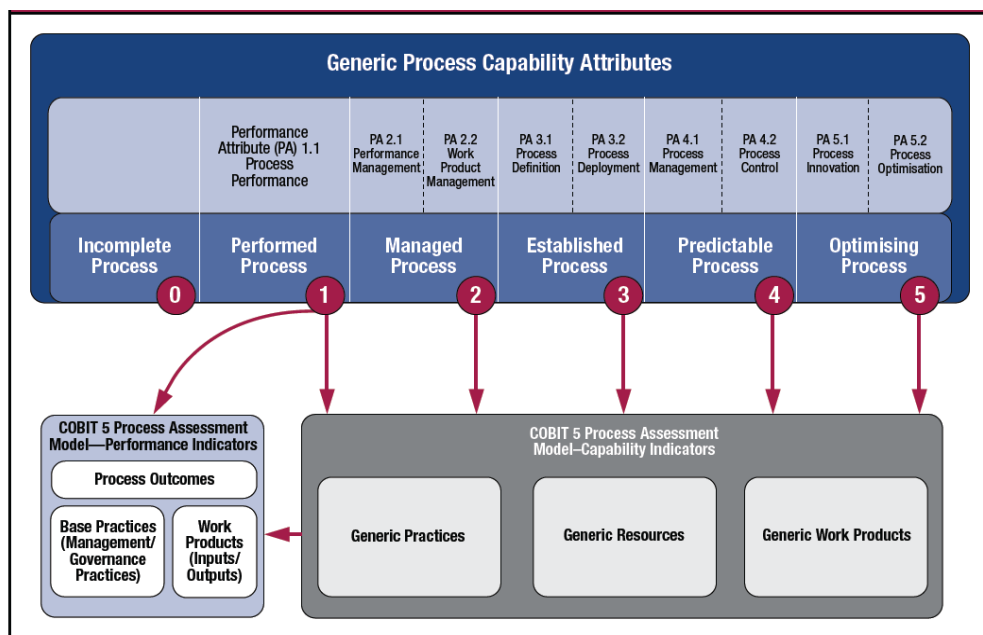 Generic Process Capability Attributes
Performance
Attribute (PA) 1.1
Process
Performance
PA 2.1
Performance
Management
PA 2.2
Work
Product
Management
PA 3.1
Process
Definition
PA 3.2
Process
Deployment
PA 4.1
Process
Management
PA 4.2
Process
Control
PA 5.1
Process
Innovation
PA 5.2
Process
Optimisation
Incomplete
Process
0
Performed
Process
1
Managed
Process
2
Established
Process
3
Predictable
Process
4
Optimising
Process
5
COBIT 5 Process Assessment
Model—Performance Indicators
Process Outcomes
Base Practices
(Management/
Governance
Practices)
Work
Products
(Inputs/
Outputs)
COBIT 5 Process Assessment
Model–Capability Indicators
Generic Practices
Generic Resources
Generic Work Products